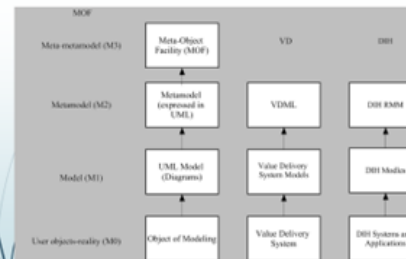 MOF
Meta-metamodel (M3)
Meta-Object
Facility (MOF)
VD
DIH
Metamodel (M2)
Metamodel
(expressed in
UML)
VDML
DIH RMM
Model (M1)
UML Model
(Diagrams)
Value Delivery
System Models
DIH
User objects-reality (M0)
Object of Modeling
Value Delivery
System
DIH Systems
Applications